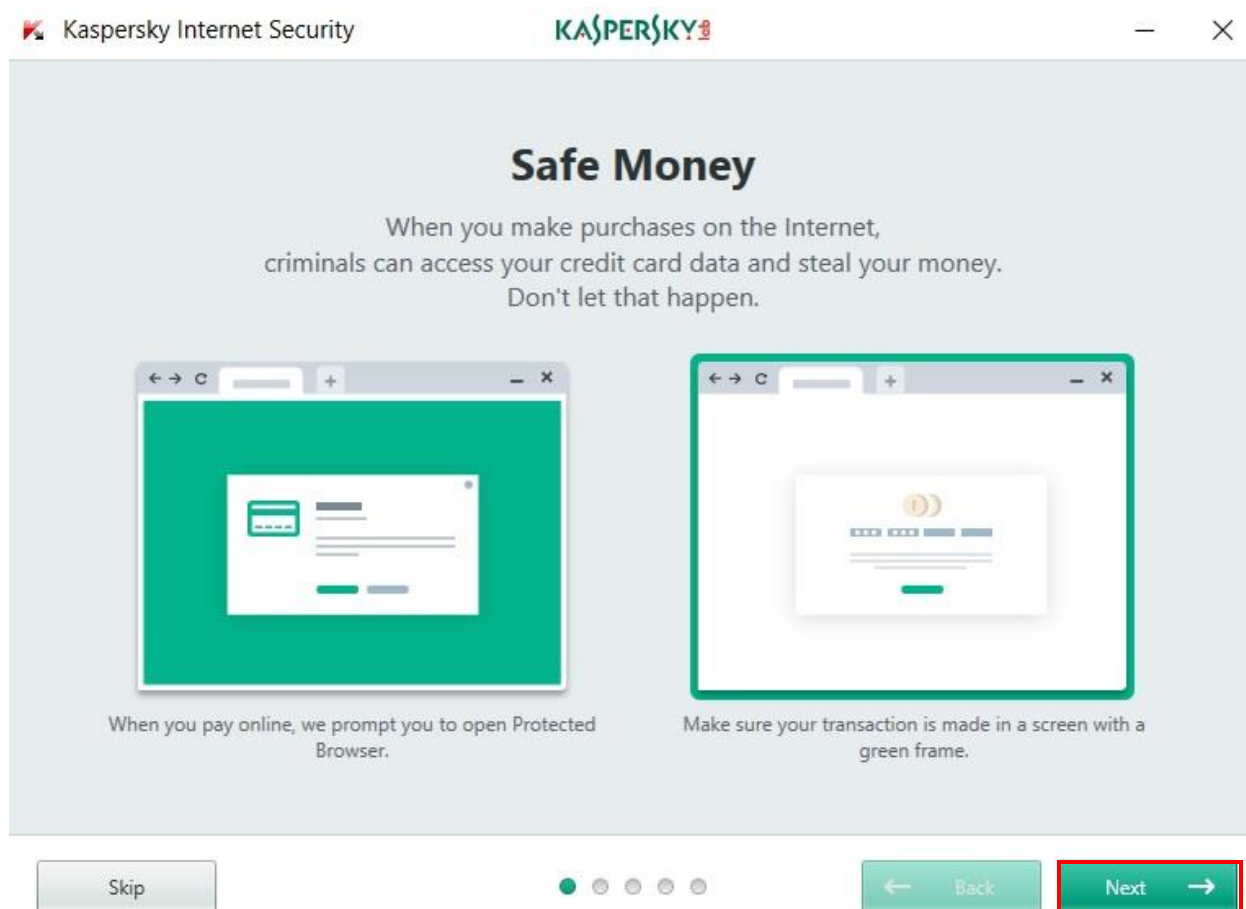 Kaspersky Internet Security
KASPERSKY
Safe Money
When you make purchases on the Internet,
criminals can access your credit card data and steal your money.
Don't let that happen.
When you pay online, we prompt you to open Protected
Browser.
Make sure your transaction is made in a screen with a
green frame.
Skip
Back
Next